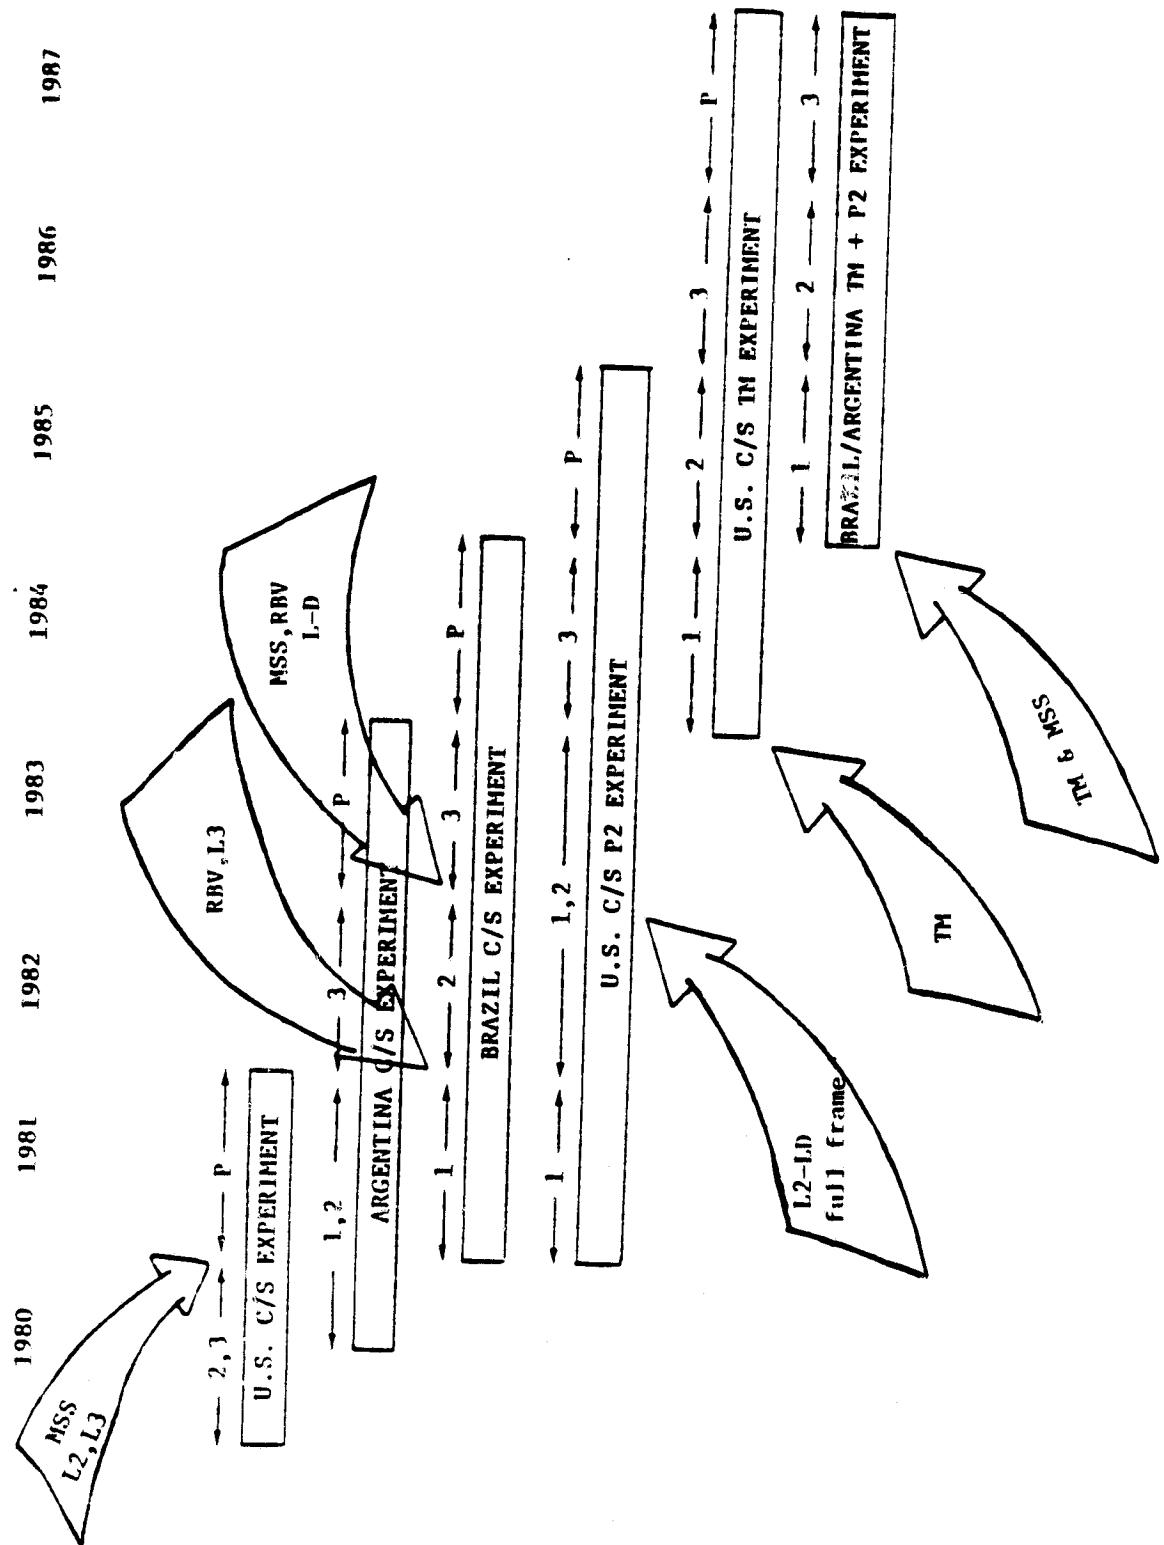 1980 1981 1982 1983 1984 1985 1986 1987
MSS
L2,L3
RBV,L3
MSS,RBV
L-D
2,3 P
U.S. C/S EXPERIMENT
1,2 3 P
ARGENTINA C/S EXPERIMENT
1 2 3 P
BRAZIL C/S EXPERIMENT
1 1,2 3 P
U.S. C/S P2 EXPERIMENT
L2-LD
full frame
1 2 3 P
U.S. C/S TM EXPERIMENT
TM
1 2 3
BRAZIL/ARGENTINA TM + P2 EXPERIMENT
TM & MSS